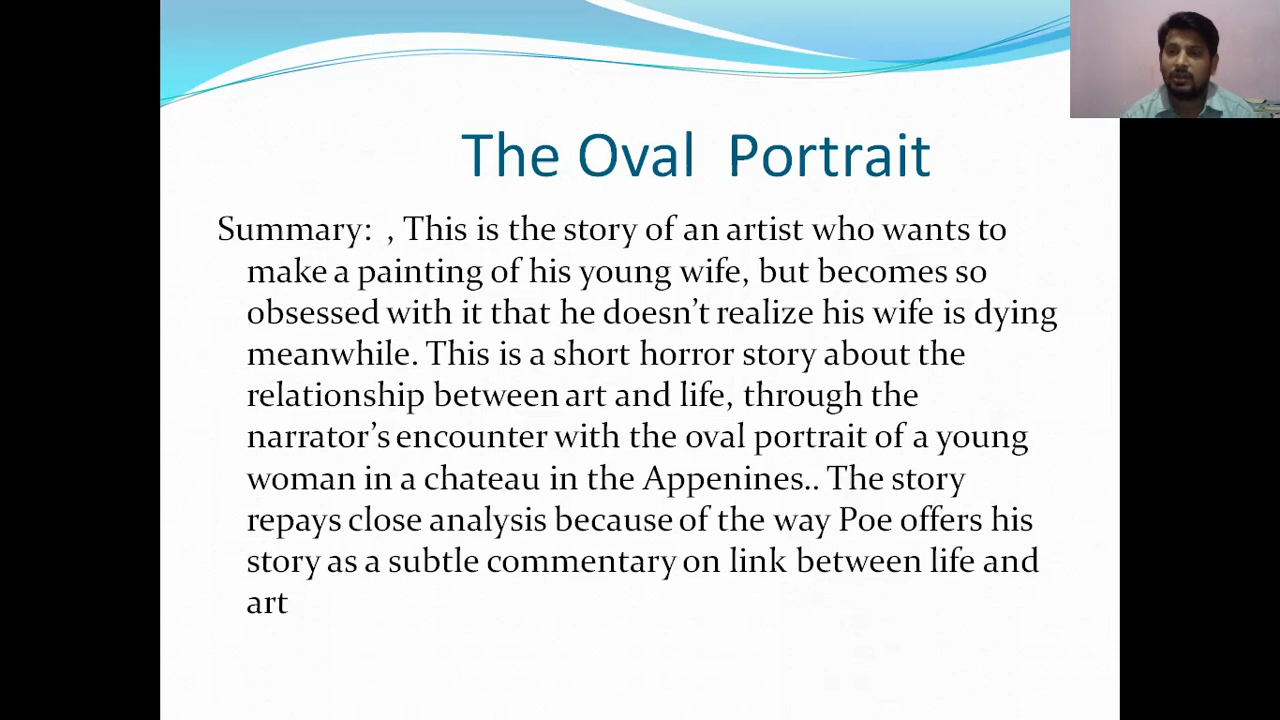 The Oval Portrait
Summary: , This is the story of an artist who wants to
make a painting of his young wife, but becomes so
obsessed with it that he doesn’t realize his wife is dying
meanwhile. This is a short horror story about the
relationship between art and life, through the
narrator’s encounter with the oval portrait of a young
woman in a chateau in the Appenines.. The story
repays close analysis because of the way Poe offers his
story as a subtle commentary on link between life and
art